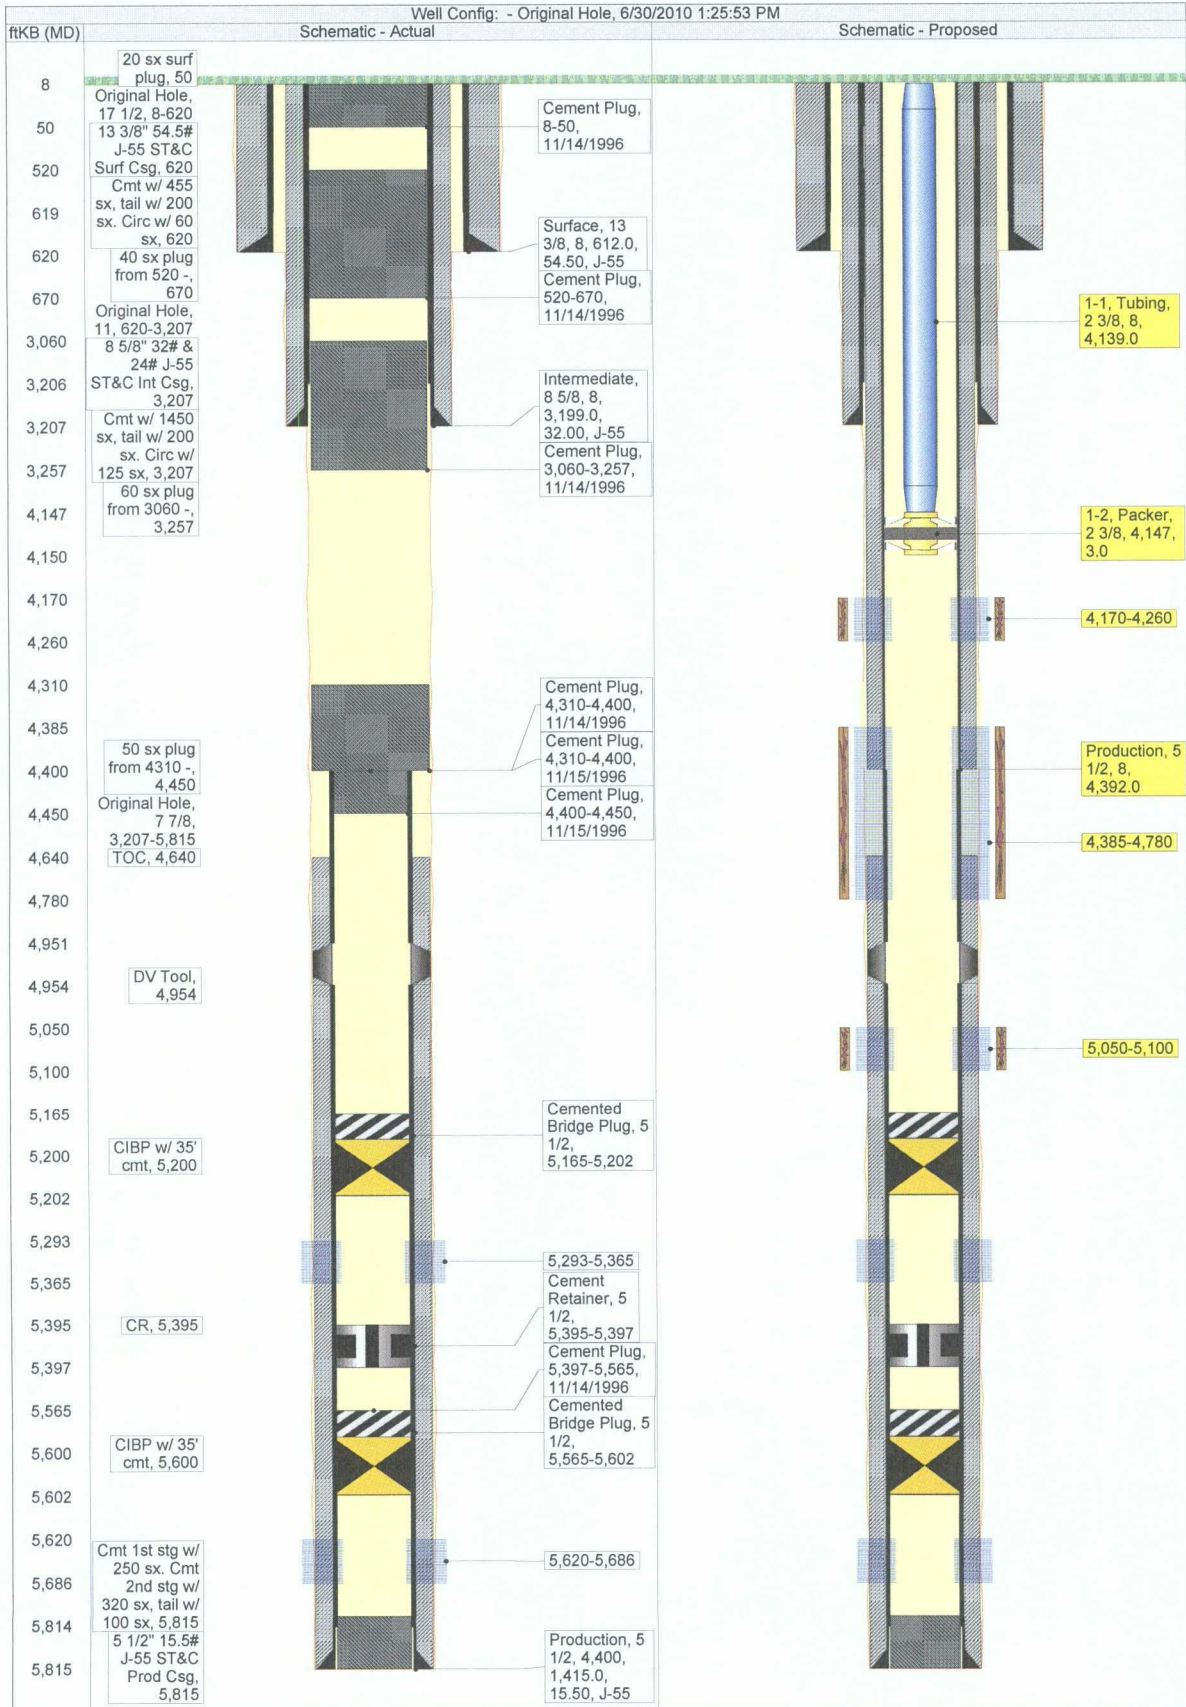 Well Config: - Original Hole, 6/30/2010 1:25:53 PM
ftKB (MD)
Schematic - Actual
Schematic - Proposed
8
50
520
619
620
670
3,060
3,206
3,207
3,257
4,147
4,150
4,170
4,260
4,310
4,385
4,400
4,450
4,640
4,780
4,951
4,954
5,050
5,100
5,165
5,200
5,202
5,293
5,365
5,395
5,397
5,565
5,600
5,602
5,620
5,686
5,814
5,815
20 sx surf
plug, 50
Original Hole,
17 1/2, 8-620
13 3/8" 54.5#
J-55 ST&C
Surf Csg, 620
Cmt w/ 455
sx, tail w/ 200
sx. Circ w/ 60
sx, 620
40 sx plug
from 520 -,
670
Original Hole,
11, 620-3,207
8 5/8" 32# &
24# J-55
ST&C Int Csg,
3,207
Cmt w/ 1450
sx, tail w/ 200
sx. Circ w/
125 sx, 3,207
60 sx plug
from 3060 -,
3,257
50 sx plug
from 4310 -,
4,450
Original Hole,
7 7/8,
3,207-5,815
TOC, 4,640
DV Tool,
4,954
CIBP w/ 35'
cmt, 5,200
CR, 5,395
CIBP w/ 35'
cmt, 5,600
Cmt 1st stg w/
250 sx. Cmt
2nd stg w/
320 sx, tail w/
100 sx, 5,815
5 1/2" 15.5#
J-55 ST&C
Prod Csg,
5,815
Cement Plug,
8-50,
11/14/1996
Surface, 13
3/8, 8, 612.0,
54.50, J-55
Cement Plug,
520-670,
11/14/1996
Intermediate,
8 5/8, 8,
3,199.0,
32.00, J-55
Cement Plug,
3,060-3,257,
11/14/1996
Cement Plug,
4,310-4,400,
11/14/1996
Cement Plug,
4,310-4,400,
11/15/1996
Cement Plug,
4,400-4,450,
11/15/1996
Cemented
Bridge Plug, 5
1/2,
5,165-5,202
5,293-5,365
Cement
Retainer, 5
1/2,
5,395-5,397
Cement Plug,
5,397-5,565,
11/14/1996
Cemented
Bridge Plug, 5
1/2,
5,565-5,602
5,620-5,686
Production, 5
1/2, 4,400,
1,415.0,
15.50, J-55
1-1, Tubing,
2 3/8, 8,
4,139.0
1-2, Packer,
2 3/8, 4,147,
3.0
4,170-4,260
Production, 5
1/2, 8,
4,392.0
4,385-4,780
5,050-5,100